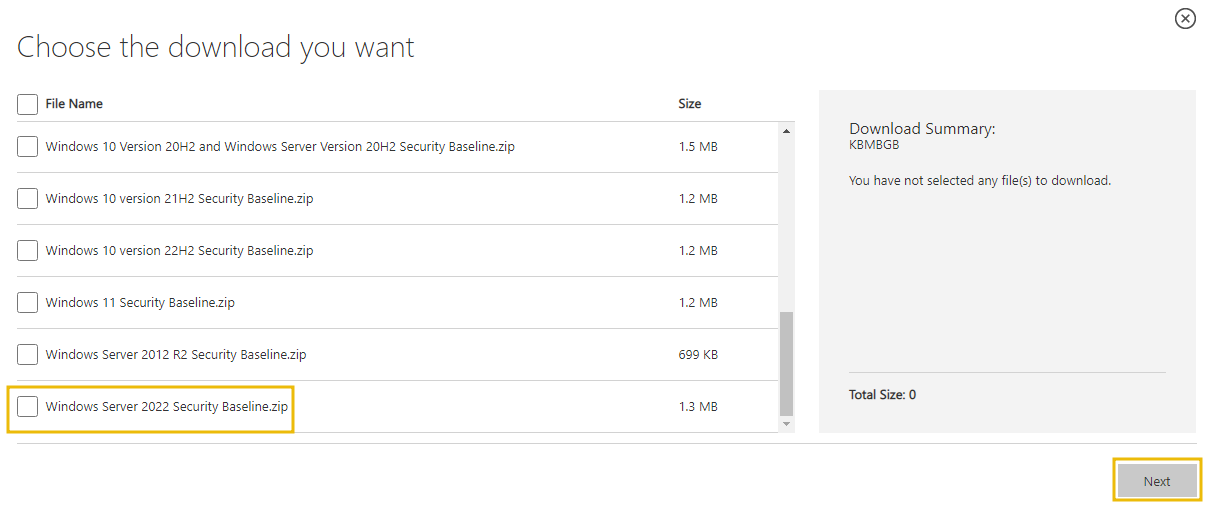 Choose the download you want
File Name Size
Windows 10 Version 20H2 and Windows Server Version 20H2 Security Baseline.zip 1.5 MB
Windows 10 version 21H2 Security Baseline.zip 1.2 MB
Windows 10 version 22H2 Security Baseline.zip 1.2 MB
Windows 11 Security Baseline.zip 1.2 MB
Windows Server 2012 R2 Security Baseline.zip 699 KB
Windows Server 2022 Security Baseline.zip 1.3 MB
Download Summary:
KBMBGB
You have not selected any file(s) to download.
Total Size: 0
Next